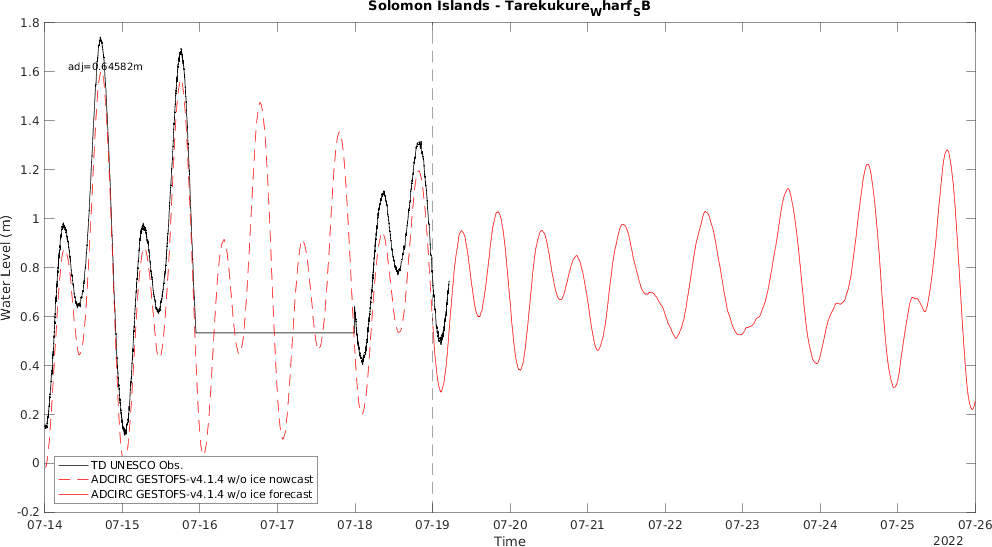 Solomon Islands - Tarekukure_Wharf_SB
adj=0.64582m
Water Level (m)
1.8
1.6
1.4
1.2
1
0.8
0.6
0.4
0.2
0
-0.2
TD UNESCO Obs.
ADCIRC GESTOFS-v4.1.4 w/o ice nowcast
ADCIRC GESTOFS-v4.1.4 w/o ice forecast
07-14 07-15 07-16 07-17 07-18 07-19 07-20 07-21 07-22 07-23 07-24 07-25 07-26
Time
2022